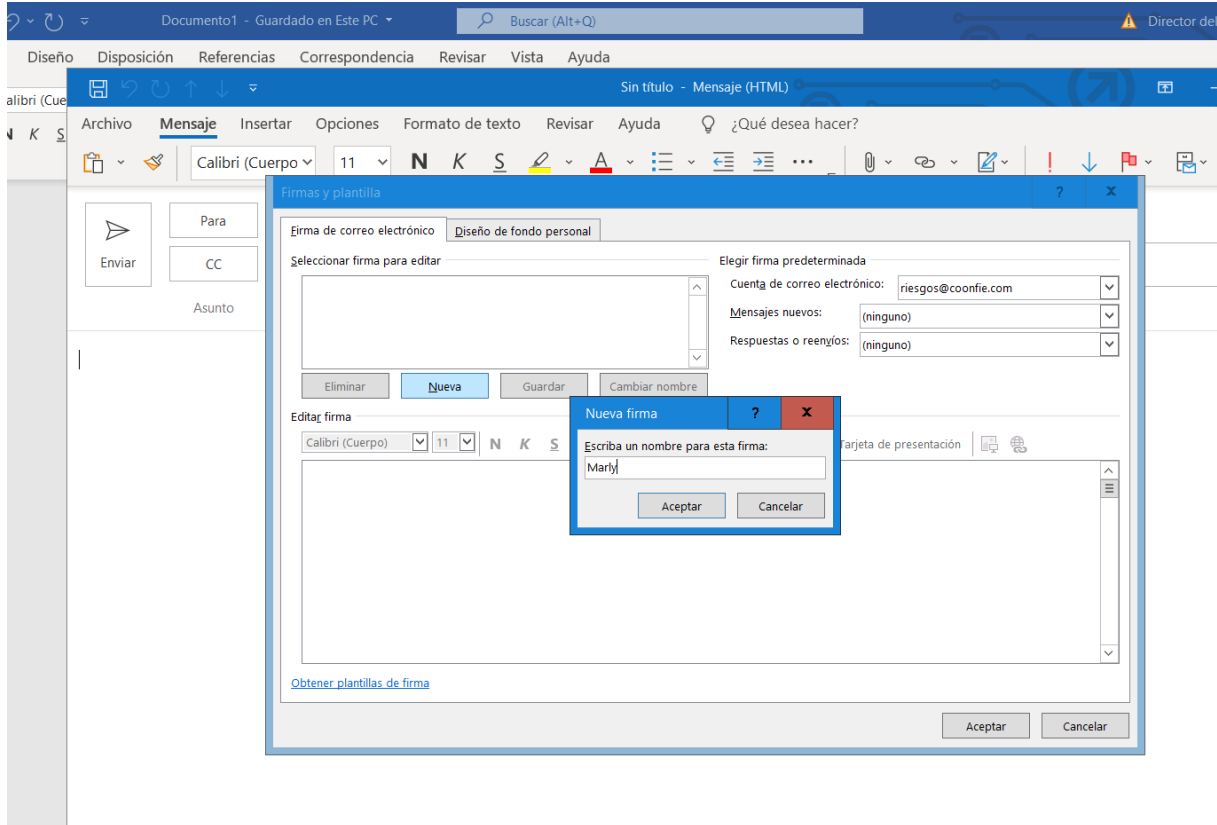 Documento1 - Guardado en Este PC
Buscar (Alt+Q)
Director del
Diseño Disposición Referencias Correspondencia Revisar Vista Ayuda
Sin título - Mensaje (HTML)
alibri (Cue
Archivo Mensaje Insertar Opciones Formato de texto Revisar Ayuda ¿Qué desea hacer?
N K S
Calibri (Cuerpo 11 N K S A
Firmas y plantilla ? x
Para
Enviar
CC
Asunto
Firma de correo electrónico Diseño de fondo personal
Seleccionar firma para editar
Elegir firma predeterminada
Cuenta de correo electrónico: riesgos@coonfie.com
Mensajes nuevos: (ninguno)
Respuestas o reenvíos: (ninguno)
Eliminar Nueva Guardar Cambiar nombre
Editar firma
Calibri (Cuerpo) 11 N K S
Tarjeta de presentación
Nueva firma ? x
Escriba un nombre para esta firma:
Marly
Aceptar Cancelar
Obtener plantillas de firma
Aceptar Cancelar